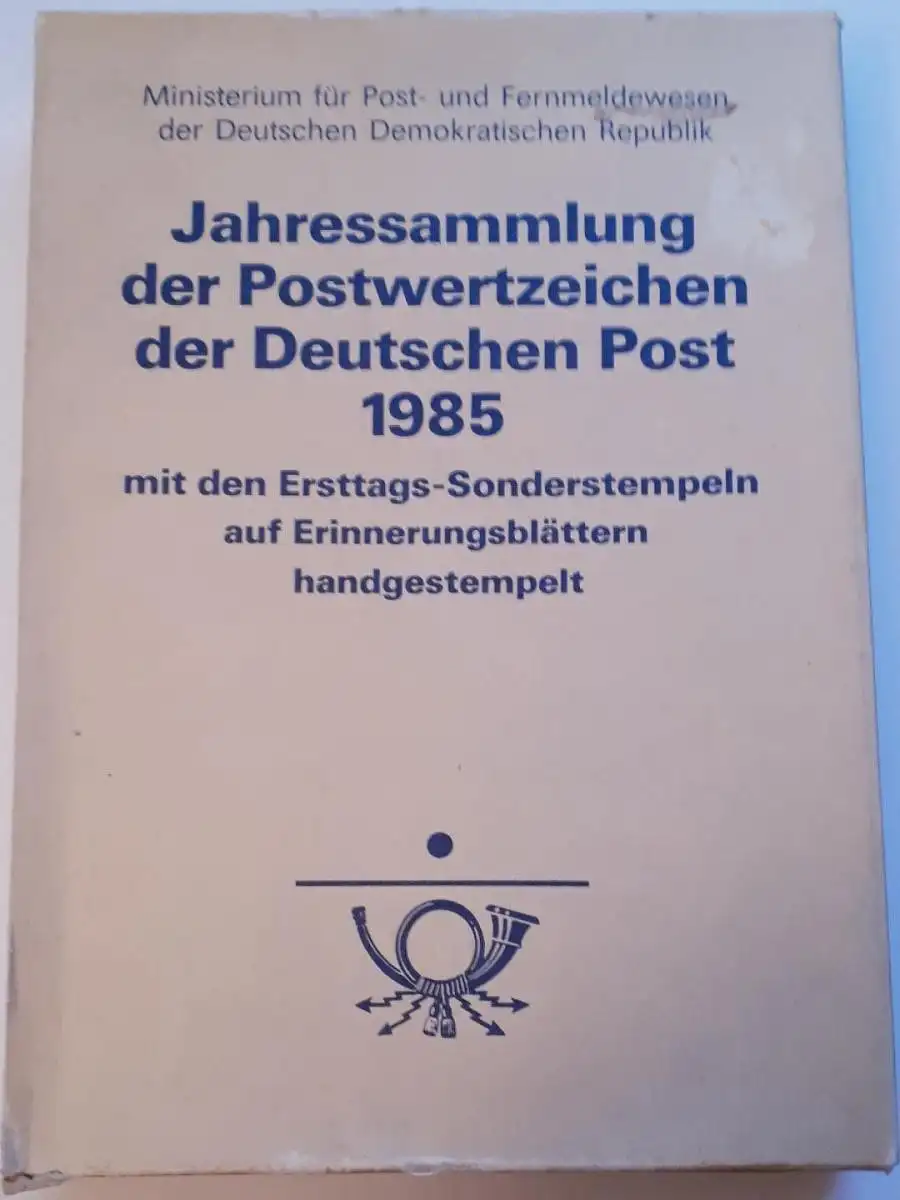 Ministerium für Post- und Fernmeldewesen
der Deutschen Demokratischen Republik
Jahressammlung
der Postwertzeichen
der Deutschen Post
1985
mit den Ersttags-Sonderstempeln
auf Erinnerungsblättern
handgestempelt